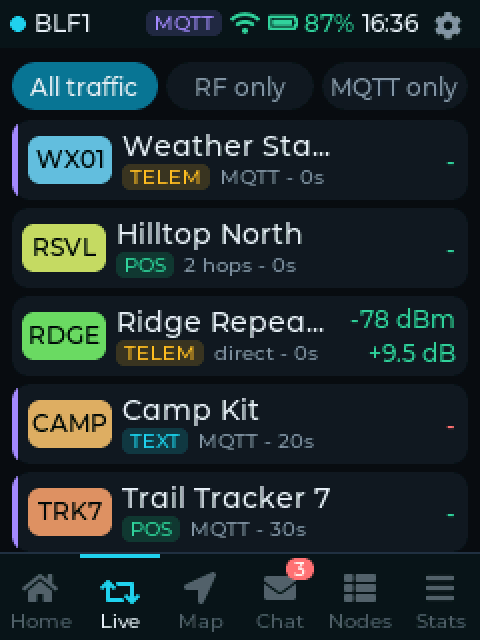 BLF1 MQTT 87% 16:36
All traffic RF only MQTT only
WX01 Weather Sta... -
TELEM MQTT - 0s
RSVL Hilltop North -
POS 2 hops - 0s
RDGE Ridge Repea... -78 dBm
TELEM direct - 0s +9.5 dB
CAMP Camp Kit -
TEXT MQTT - 20s
TRK7 Trail Tracker 7 -
POS MQTT - 30s
3
Home Live Map Chat Nodes Stats